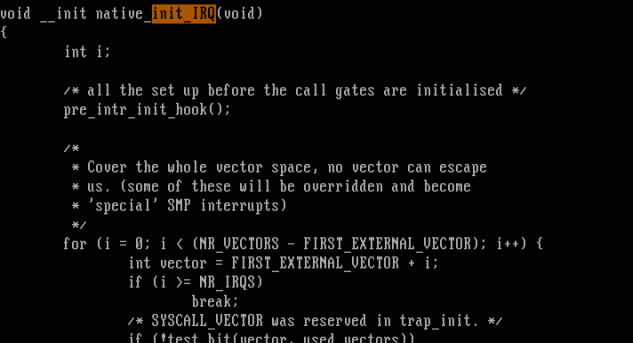 void __init native_init_IRQ(void)
{
        int i;

        /* all the set up before the call gates are initialised */
        pre_intr_init_hook();

        /*
         * Cover the whole vector space, no vector can escape
         * us. (some of these will be overridden and become
         * 'special' SMP interrupts)
         */
        for (i = 0; i < (NR_VECTORS - FIRST_EXTERNAL_VECTOR); i++) {
                int vector = FIRST_EXTERNAL_VECTOR + i;
                if (i >= NR_IRQS)
                        break;
                /* SYSCALL_VECTOR was reserved in trap_init. */
                if (!test_bit(vector, used_vectors))